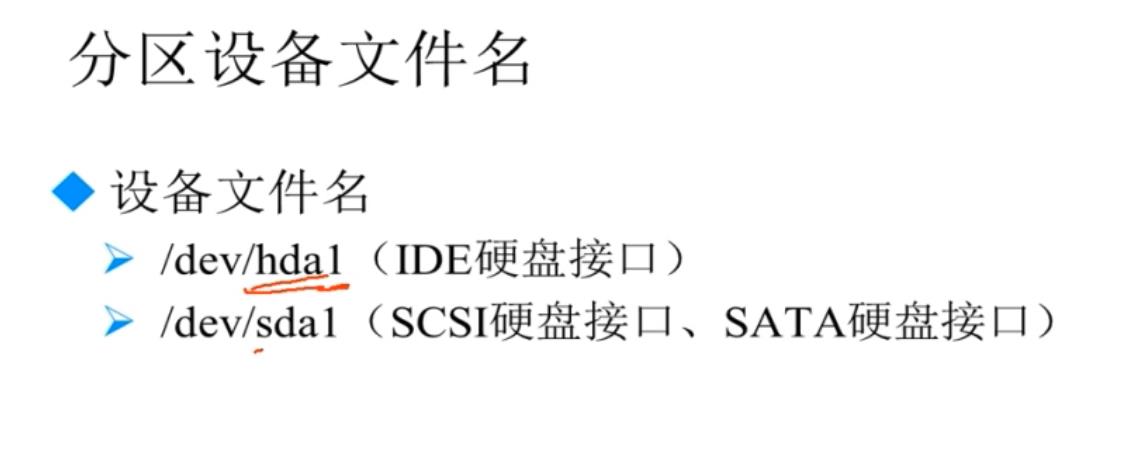 分区设备文件名
设备文件名
/dev/hda1（IDE硬盘接口）
/dev/sda1（SCSI硬盘接口、SATA硬盘接口）